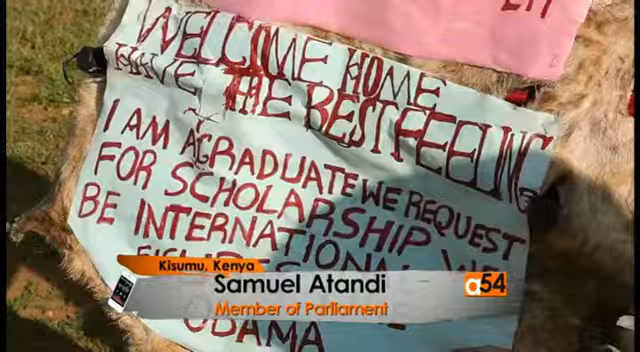 WELCOME HOME
HAVE THE BEST FEELING
I AM A GRADUATE WE REQUEST
FOR SCHOLARSHIP
BE INTERNATIONAL
Kisumu, Kenya
Samuel Atandi
Member of Parliament
a54
OBAMA